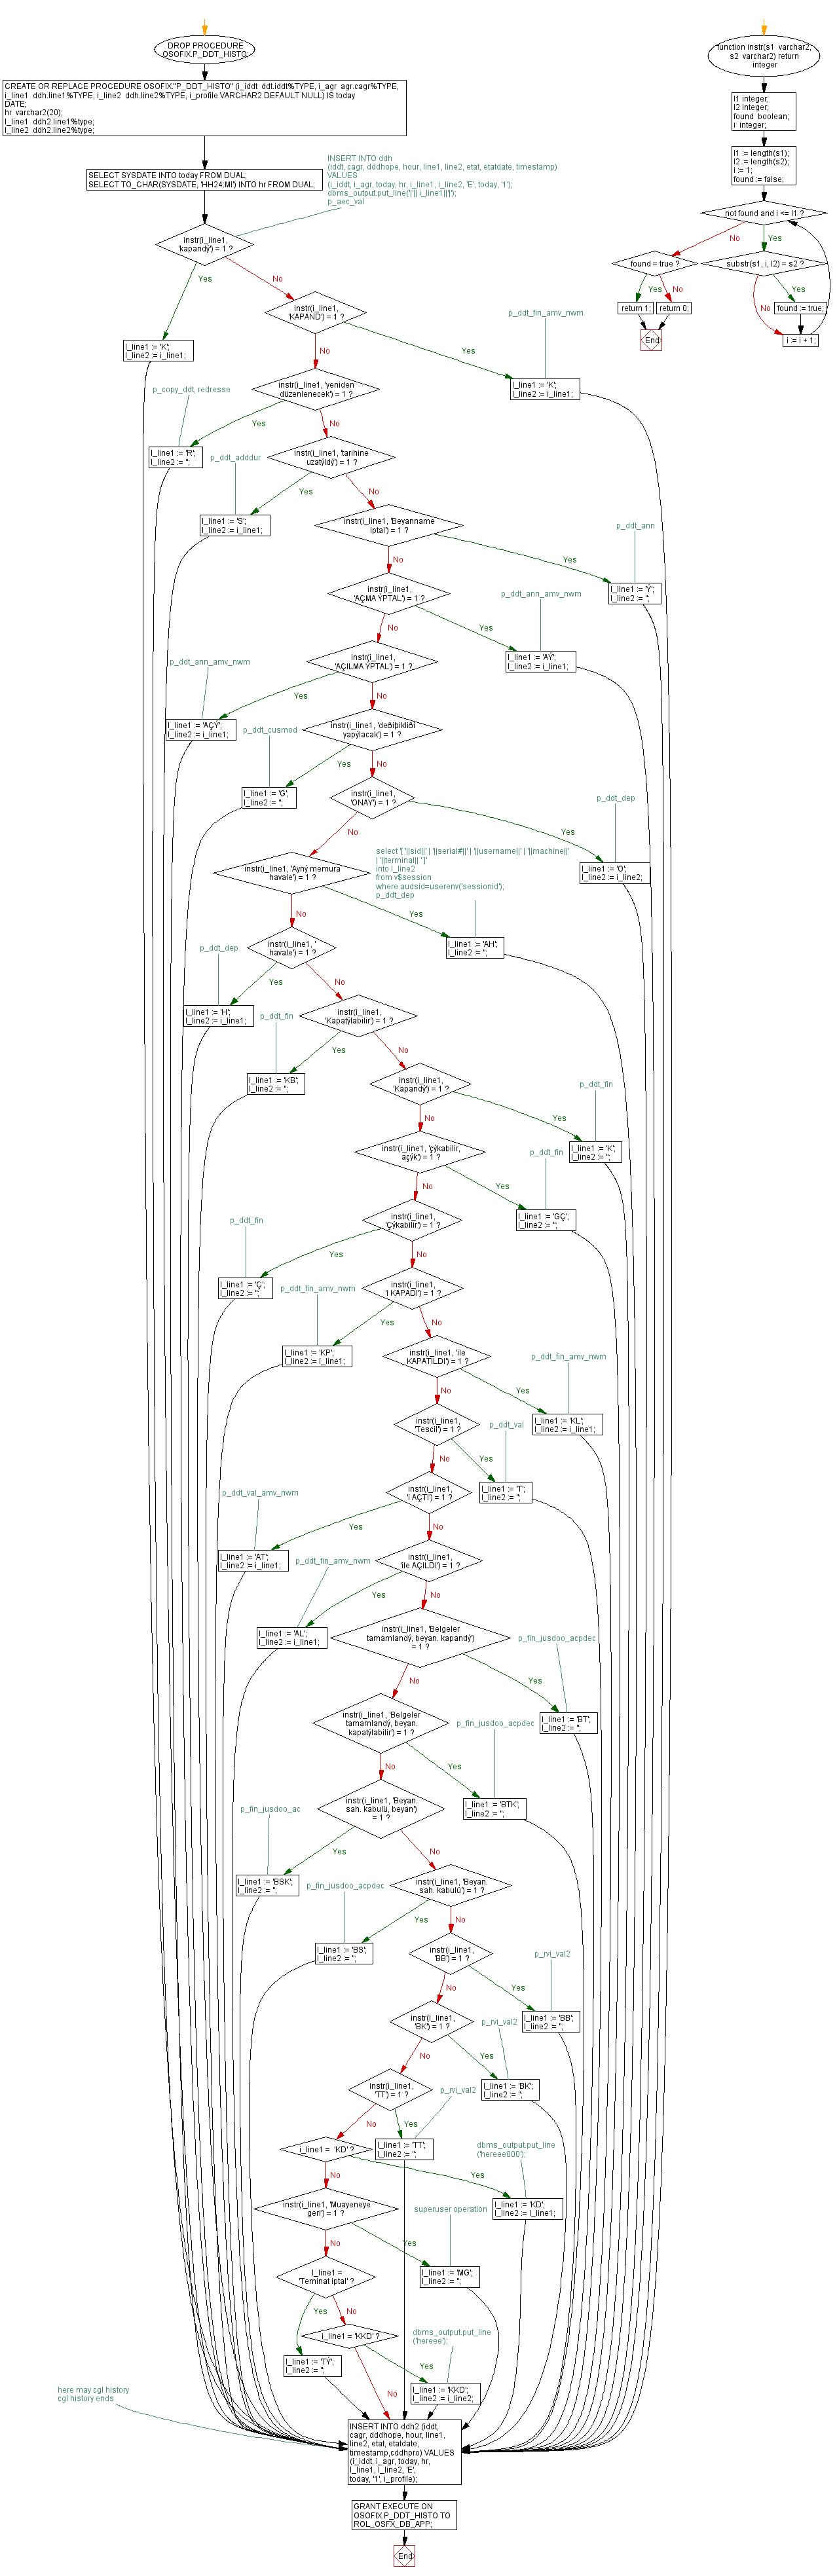 DROP PROCEDURE
OSOFIX.P_DDT_HISTO;
CREATE OR REPLACE PROCEDURE OSOFIX."P_DDT_HISTO" (i_iddt ddt.iddt%TYPE, i_agr agr.cagr%TYPE,
i_line1 ddh.line1%TYPE, i_line2 ddh.line2%TYPE, i_profile VARCHAR2 DEFAULT NULL) IS today
DATE;
hr varchar2(20);
l_line1 ddh2.line1%type;
l_line2 ddh2.line2%type;
SELECT SYSDATE INTO today FROM DUAL;
SELECT TO_CHAR(SYSDATE, 'HH24:MI') INTO hr FROM DUAL;
INSERT INTO ddh
(iddt, cagr, dddhope, hour, line1, line2, etat, etatdate, timestamp)
VALUES
(i_iddt, i_agr, today, hr, i_line1, i_line2, 'E', today, '1');
dbms_output.put_line('['|| i_line1||']');
p_aec_val
instr(i_line1,
'kapandý') = 1 ?
Yes
No
l_line1 := 'K';
l_line2 := i_line1;
instr(i_line1,
'KAPAND') = 1 ?
No
Yes
p_ddt_fin_amv_nwm
l_line1 := 'K';
l_line2 := i_line1;
instr(i_line1, 'yeniden
düzenlenecek') = 1 ?
Yes
No
p_copy_ddt, redresse
l_line1 := 'R';
l_line2 := '';
instr(i_line1, 'tarihine
uzatýldý') = 1 ?
Yes
No
p_ddt_adddur
l_line1 := 'S';
l_line2 := i_line1;
instr(i_line1, 'Beyanname
iptal') = 1 ?
No
Yes
p_ddt_ann
l_line1 := 'Ý';
l_line2 := '';
instr(i_line1,
'AÇMA ÝPTAL') = 1 ?
No
Yes
p_ddt_ann_amv_nwm
l_line1 := 'AÝ';
l_line2 := i_line1;
instr(i_line1,
'AÇILMA ÝPTAL') = 1 ?
Yes
No
p_ddt_ann_amv_nwm
l_line1 := 'AÇÝ';
l_line2 := i_line1;
instr(i_line1, 'deðiþikliði
yapýlacak') = 1 ?
Yes
No
p_ddt_cusmod
l_line1 := 'G';
l_line2 := '';
instr(i_line1,
'ONAY') = 1 ?
No
Yes
p_ddt_dep
l_line1 := 'O';
l_line2 := i_line2;
select '[ '||sid||' | '||serial#||' | '||username||' | '||machine||'
| '||terminal|| ' ]'
into l_line2
from v$session
where audsid=userenv('sessionid');
p_ddt_dep
instr(i_line1, 'Ayný memura
havale') = 1 ?
No
Yes
l_line1 := 'AH';
l_line2 := '';
instr(i_line1, '
havale') = 1 ?
Yes
No
p_ddt_dep
l_line1 := 'H';
l_line2 := i_line1;
instr(i_line1,
'Kapatýlabilir') = 1 ?
Yes
No
p_ddt_fin
l_line1 := 'KB';
l_line2 := '';
instr(i_line1,
'Kapandý') = 1 ?
No
Yes
p_ddt_fin
l_line1 := 'K';
l_line2 := '';
instr(i_line1, 'çýkabilir,
açýk') = 1 ?
No
Yes
p_ddt_fin
l_line1 := 'GÇ';
l_line2 := '';
instr(i_line1,
'Çýkabilir') = 1 ?
Yes
No
p_ddt_fin
l_line1 := 'Ç';
l_line2 := '';
instr(i_line1,
'i KAPADI') = 1 ?
Yes
No
p_ddt_fin_amv_nwm
l_line1 := 'KP';
l_line2 := i_line1;
instr(i_line1, 'ile
KAPATILDI') = 1 ?
No
Yes
p_ddt_fin_amv_nwm
l_line1 := 'KL';
l_line2 := i_line1;
instr(i_line1,
'Tescil') = 1 ?
No
Yes
p_ddt_val
l_line1 := 'T';
l_line2 := '';
instr(i_line1,
'i AÇTI') = 1 ?
Yes
No
p_ddt_val_amv_nwm
l_line1 := 'AT';
l_line2 := i_line1;
instr(i_line1,
'ile AÇILDI') = 1 ?
Yes
No
p_ddt_fin_amv_nwm
l_line1 := 'AL';
l_line2 := i_line1;
instr(i_line1, 'Belgeler
tamamlandý, beyan. kapandý')
= 1 ?
No
Yes
p_fin_jusdoo_acpdec
l_line1 := 'BT';
l_line2 := '';
instr(i_line1, 'Belgeler
tamamlandý, beyan.
kapatýlabilir') = 1 ?
No
Yes
p_fin_jusdoo_acpdec
l_line1 := 'BTK';
l_line2 := '';
instr(i_line1, 'Beyan.
sah. kabulü, beyan')
= 1 ?
Yes
No
p_fin_jusdoo_ac
l_line1 := 'BSK';
l_line2 := '';
instr(i_line1, 'Beyan.
sah. kabulü') = 1 ?
Yes
No
p_fin_jusdoo_acpdec
l_line1 := 'BS';
l_line2 := '';
instr(i_line1,
'BB') = 1 ?
No
Yes
p_rvi_val2
l_line1 := 'BB';
l_line2 := '';
instr(i_line1,
'BK') = 1 ?
No
Yes
p_rvi_val2
l_line1 := 'BK';
l_line2 := '';
instr(i_line1,
'TT') = 1 ?
No
Yes
p_rvi_val2
l_line1 := 'TT';
l_line2 := '';
i_line1 = 'KD' ?
No
Yes
dbms_output.put_line
('hereee000');
l_line1 := 'KD';
l_line2 := l_line1;
instr(i_line1, 'Muayeneye
geri') = 1 ?
No
Yes
superuser operation
l_line1 := 'MG';
l_line2 := '';
l_line1 =
'Teminat iptal' ?
Yes
No
l_line1 := 'TÝ';
l_line2 := '';
i_line1 = 'KKD' ?
No
Yes
dbms_output.put_line
('hereee');
l_line1 := 'KKD';
l_line2 := i_line2;
here may cgl history
cgl history ends
INSERT INTO ddh2 (iddt,
cagr, dddhope, hour, line1,
line2, etat, etatdate,
timestamp,cddhpro) VALUES
(i_iddt, i_agr, today, hr,
l_line1, l_line2, 'E',
today, '1', i_profile);
GRANT EXECUTE ON
OSOFIX.P_DDT_HISTO TO
ROL_OSFX_DB_APP;
End
function instr(s1 varchar2,
s2 varchar2) return
integer
l1 integer;
l2 integer;
found boolean;
i integer;
l1 := length(s1);
l2 := length(s2);
i := 1;
found := false;
not found and i <= l1 ?
No
Yes
found = true ?
Yes
No
return 1;
return 0;
End
substr(s1, i, l2) = s2 ?
No
Yes
found := true;
i := i + 1;